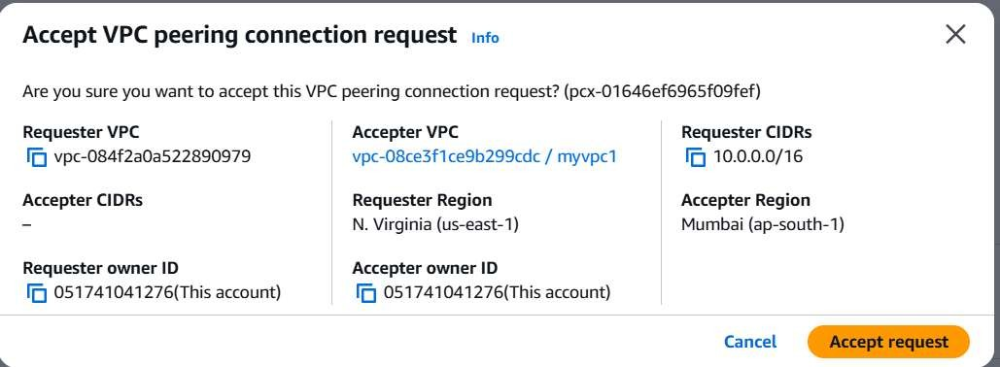 Accept VPC peering connection request Info
Are you sure you want to accept this VPC peering connection request? (pcx-01646ef6965f09fef)
Requester VPC
vpc-084f2a0a522890979
Accepter VPC
vpc-08ce3f1ce9b299cdc / myvpc1
Requester CIDRs
10.0.0.0/16
Accepter CIDRs
–
Requester Region
N. Virginia (us-east-1)
Accepter Region
Mumbai (ap-south-1)
Requester owner ID
051741041276(This account)
Accepter owner ID
051741041276(This account)
Cancel
Accept request